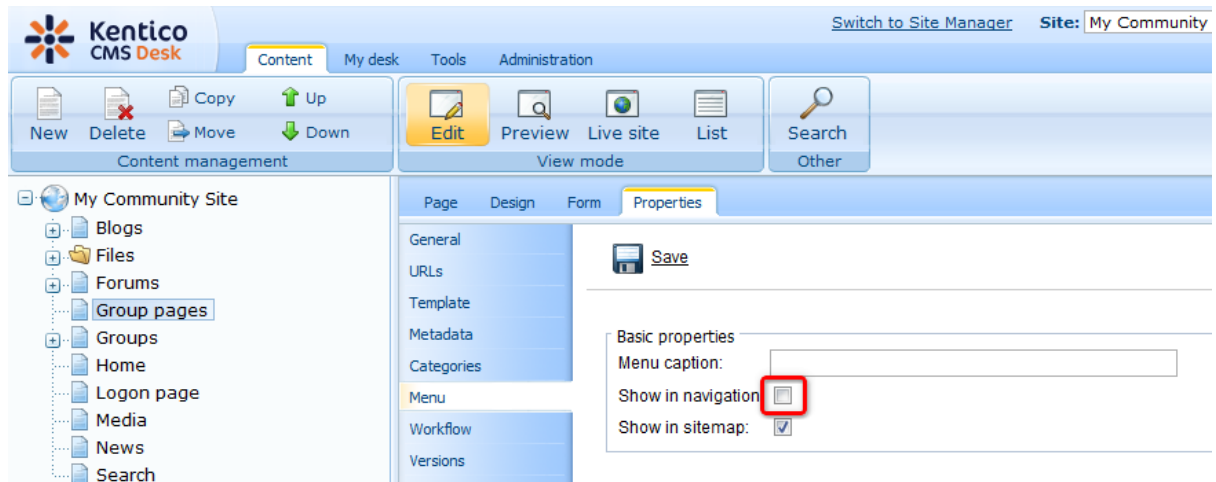 Kentico
CMS Desk
Switch to Site Manager Site: My Community
Content My desk Tools Administration
New Delete Copy Move Up Down
Content management
Edit Preview Live site List
View mode
Search
Other
My Community Site
Blogs
Files
Forums
Group pages
Groups
Home
Logon page
Media
News
Search
Page Design Form Properties
General
URLs
Template
Metadata
Categories
Menu
Workflow
Versions
Save
Basic properties
Menu caption:
Show in navigation
Show in sitemap: